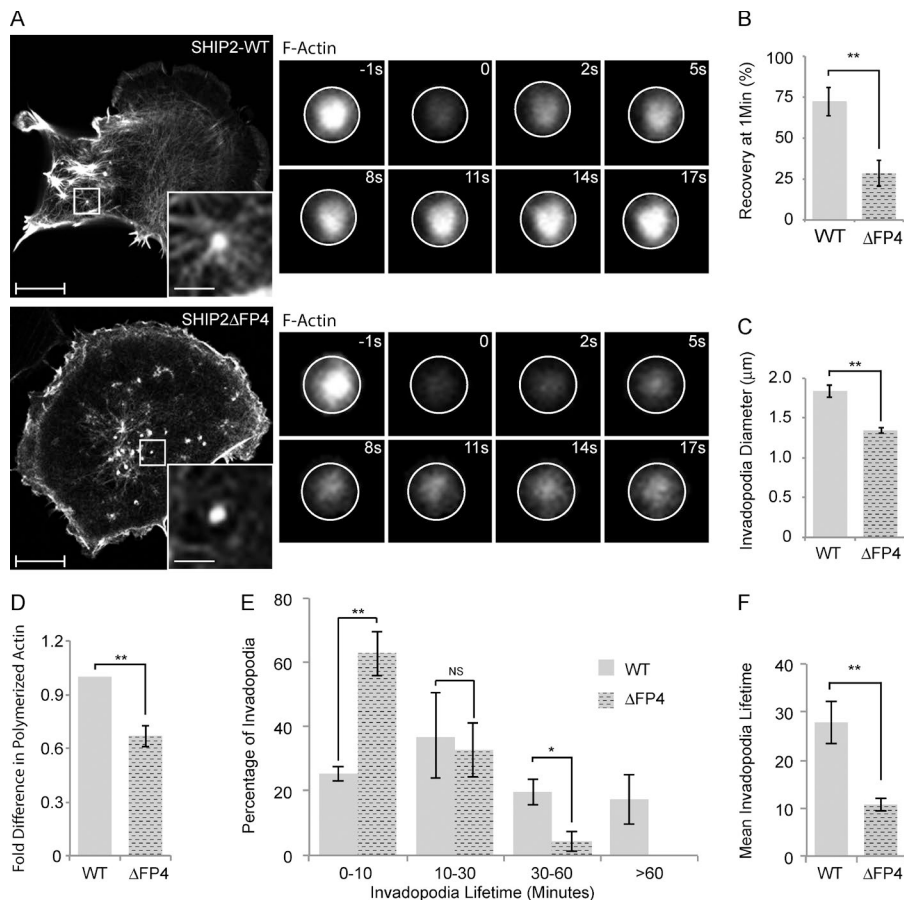 A
SHIP2-WT
F-Actin
-1s
0
2s
5s
8s
11s
14s
17s
SHIP2ΔFP4
F-Actin
-1s
0
2s
5s
8s
11s
14s
17s
B
Recovery at 1Min (%)
100
75
50
25
0
**
WT
ΔFP4
C
Invadopodia Diameter (μm)
2.0
1.5
1.0
0.5
0
**
WT
ΔFP4
D
Fold Difference in Polymerized Actin
1.2
0.9
0.6
0.3
0
**
WT
ΔFP4
E
Percentage of Invadopodia
80
60
40
20
0
**
NS
*
WT
ΔFP4
0-10
10-30
30-60
>60
Invadopodia Lifetime (Minutes)
F
Mean Invadopodia Lifetime
40
30
20
10
0
**
WT
ΔFP4